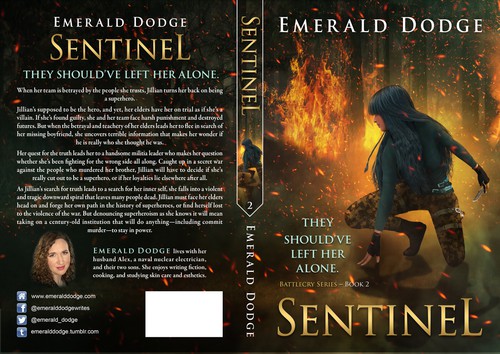 EMERALD DODGE
SENTINEL
THEY SHOULD'VE LEFT HER ALONE.
When her team is betrayed by the people she trusts, Jillian turns her back on being
a superhero.
Jillian's supposed to be the hero, and yet, her elders have her on trial as if she's a
villain. If she's found guilty, she and her team face harsh punishment and destroyed
futures. But when the betrayal and treachery of her elders leads her to flee in search of
her missing boyfriend, she uncovers terrible information that makes her wonder if
he is really who she thought he was.
Her quest for the truth leads her to a handsome militia leader who makes her question
whether she's been fighting for the wrong side all along. Caught up in a secret war
against the people who murdered her brother, Jillian will have to decide if she's
really cut out to be a superhero, or if her loyalties lie elsewhere after all.
As Jillian's search for truth leads to a search for her inner self, she falls into a violent
and tragic downward spiral that leaves many people dead. Jillian must face her elders
head on and forge her own path in the history of superheroes, or find herself lost
to the violence of the war. But denouncing superheroism as she knows it will mean
taking on a century-old institution that will do anything—including commit
murder—to stay in power.
EMERALD DODGE lives with her
husband Alex, a naval nuclear electrician,
and their two sons. She enjoys writing fiction,
cooking, and studying skin care and esthetics.
www.emeralddodge.com
@emeralddodgewrites
@emerald_dodge
emeralddodge.tumblr.com
SENTINEL
2
EMERALD DODGE
EMERALD DODGE
THEY
SHOULD'VE
LEFT HER
ALONE.
BATTLECRY SERIES – BOOK 2
SENTINEL